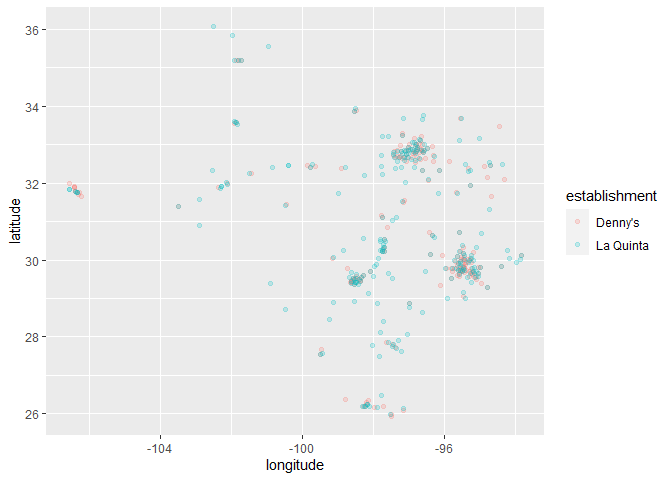 36
34
32
30
28
26
latitude
-104
-100
-96
longitude
establishment
Denny's
La Quinta